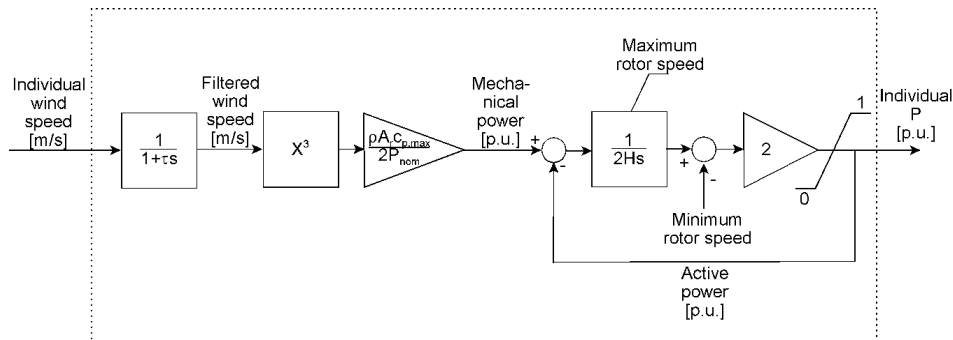 Individual
wind
speed
[m/s]
1
1+τs
Filtered
wind
speed
[m/s]
X³
ρArcp,max
2Pnom
Mecha-
nical
power
[p.u.]
+
-
Maximum
rotor speed
1
2Hs
+
-
Minimum
rotor speed
2
1
0
Individual
P
[p.u.]
Active
power
[p.u.]